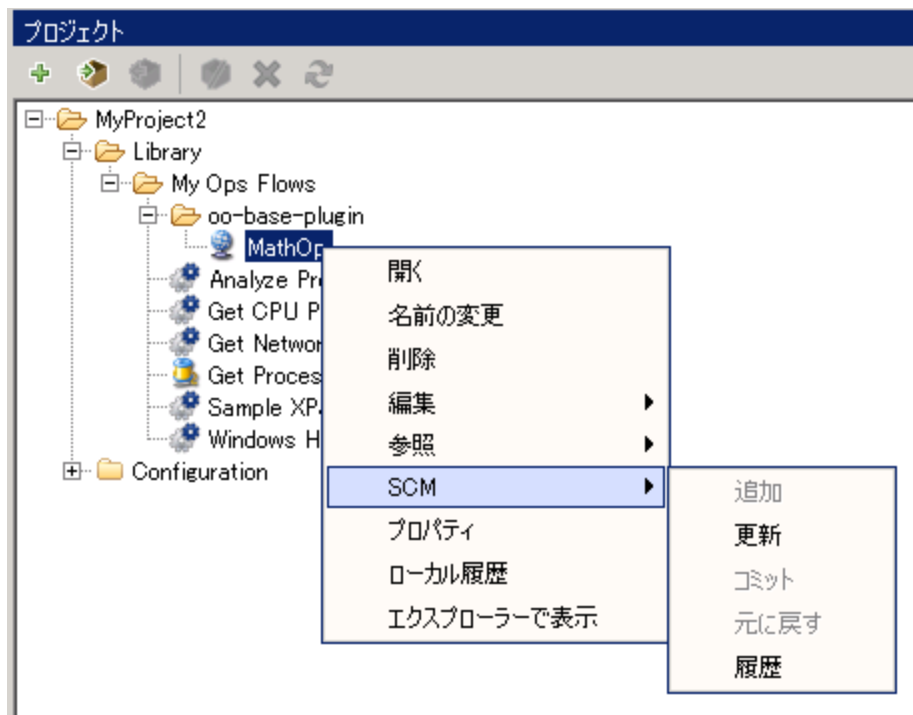 プロジェクト
MyProject2
Library
My Ops Flows
oo-base-plugin
MathOp
Analyze Pr
Get CPU P
Get Networ
Get Proces
Sample XP
Windows H
Configuration
開く
名前の変更
削除
編集
参照
SCM
プロパティ
ローカル履歴
エクスプローラーで表示
追加
更新
コミット
元に戻す
履歴